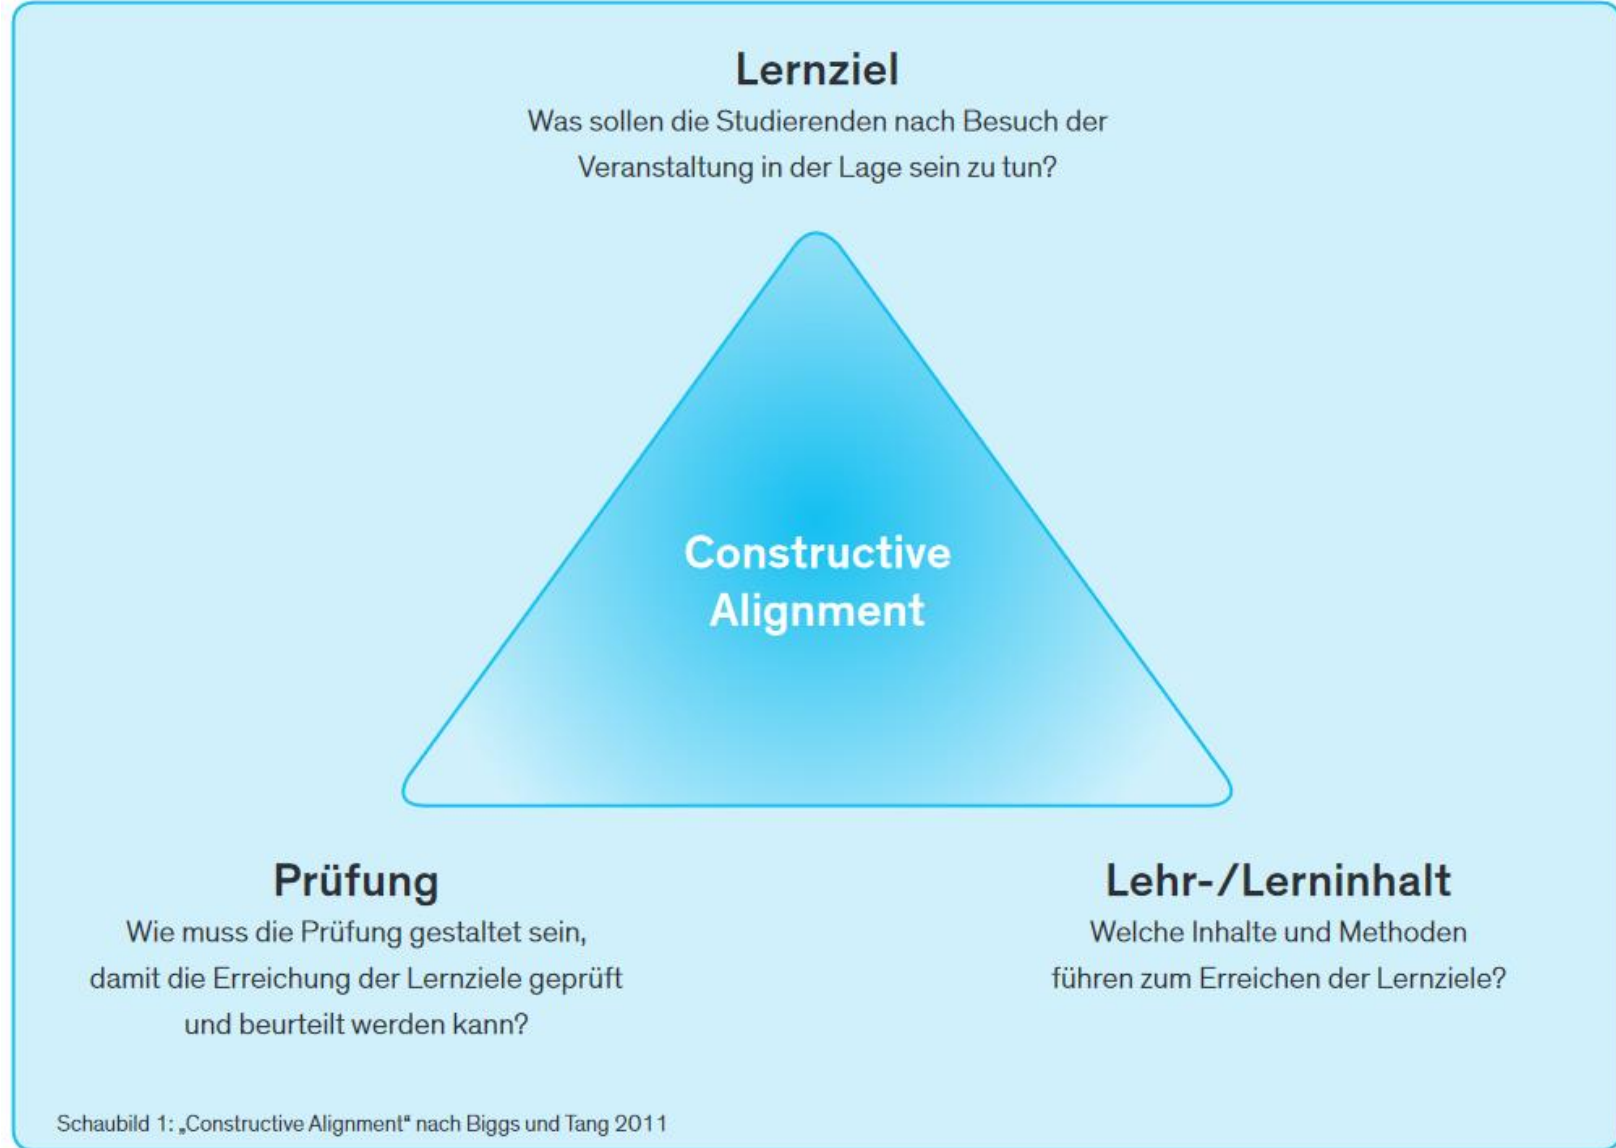 Lernziel
Was sollen die Studierenden nach Besuch der
Veranstaltung in der Lage sein zu tun?
Constructive
Alignment
Prüfung
Wie muss die Prüfung gestaltet sein,
damit die Erreichung der Lernziele geprüft
und beurteilt werden kann?
Lehr-/Lerninhalt
Welche Inhalte und Methoden
führen zum Erreichen der Lernziele?
Schaubild 1: „Constructive Alignment“ nach Biggs und Tang 2011